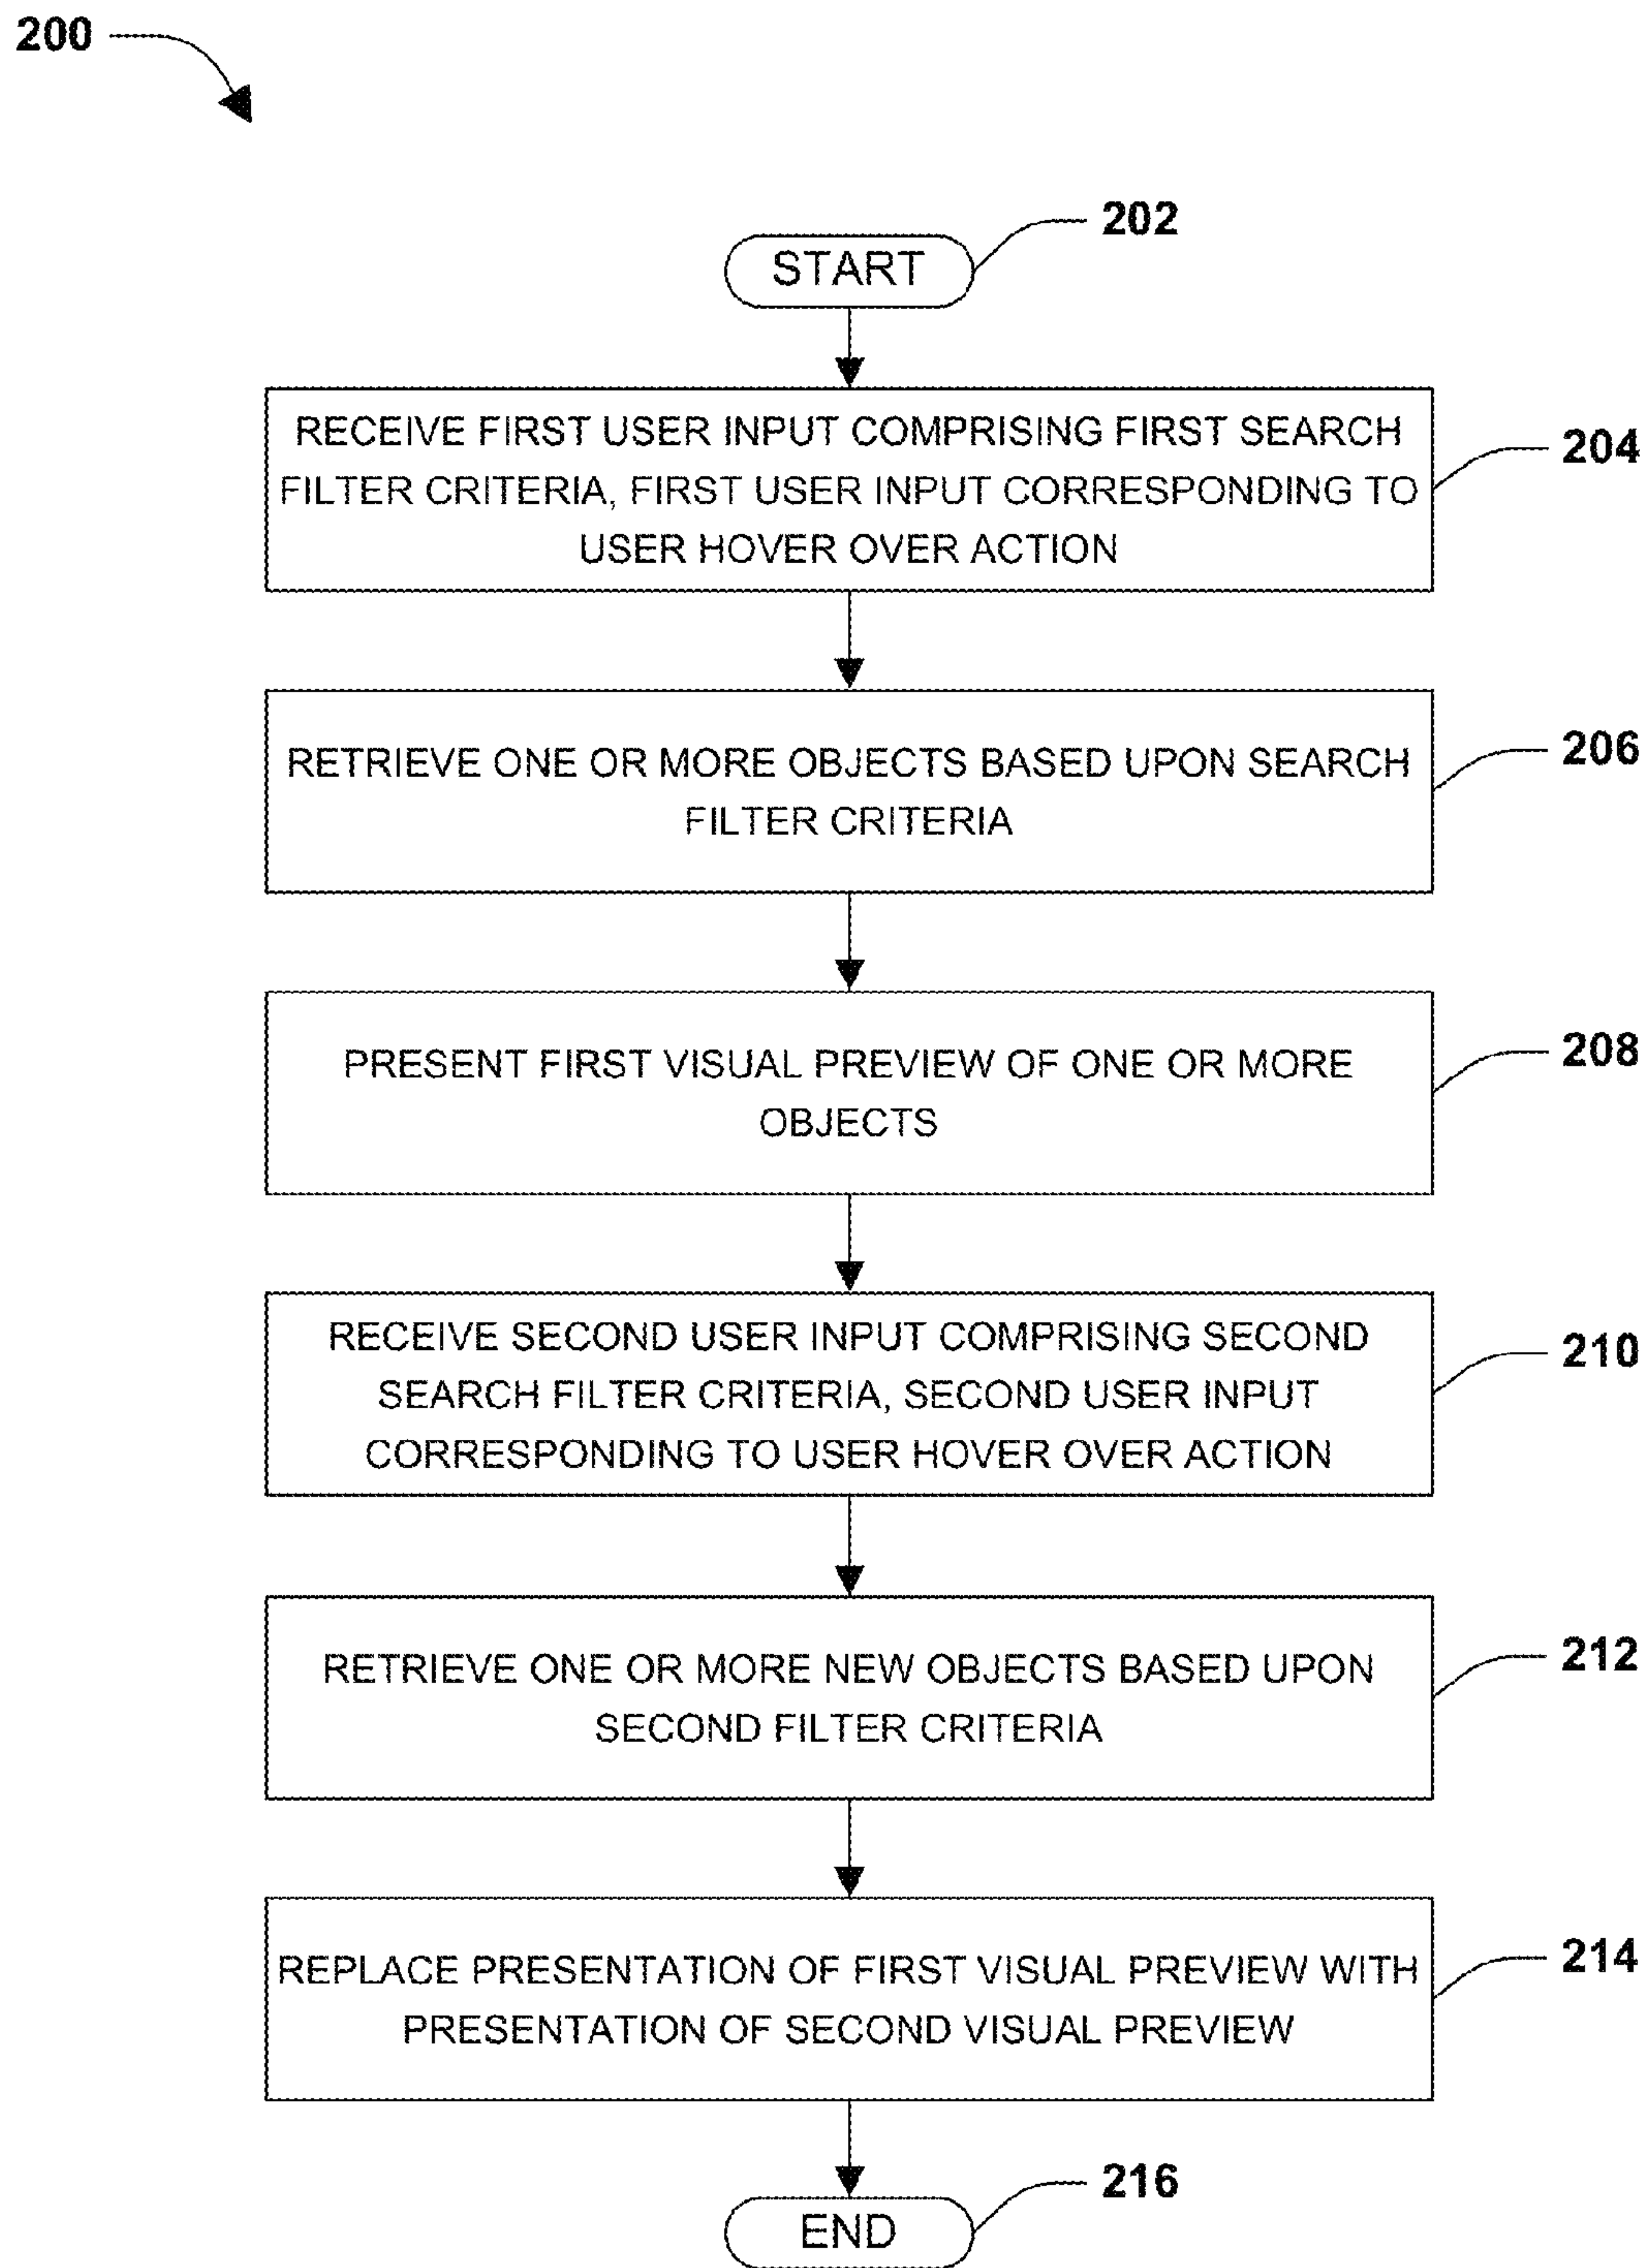 200
202
START
RECEIVE FIRST USER INPUT COMPRISING FIRST SEARCH
FILTER CRITERIA, FIRST USER INPUT CORRESPONDING TO
USER HOVER OVER ACTION
204
RETRIEVE ONE OR MORE OBJECTS BASED UPON SEARCH
FILTER CRITERIA
206
PRESENT FIRST VISUAL PREVIEW OF ONE OR MORE
OBJECTS
208
RECEIVE SECOND USER INPUT COMPRISING SECOND
SEARCH FILTER CRITERIA, SECOND USER INPUT
CORRESPONDING TO USER HOVER OVER ACTION
210
RETRIEVE ONE OR MORE NEW OBJECTS BASED UPON
SECOND FILTER CRITERIA
212
REPLACE PRESENTATION OF FIRST VISUAL PREVIEW WITH
PRESENTATION OF SECOND VISUAL PREVIEW
214
216
END